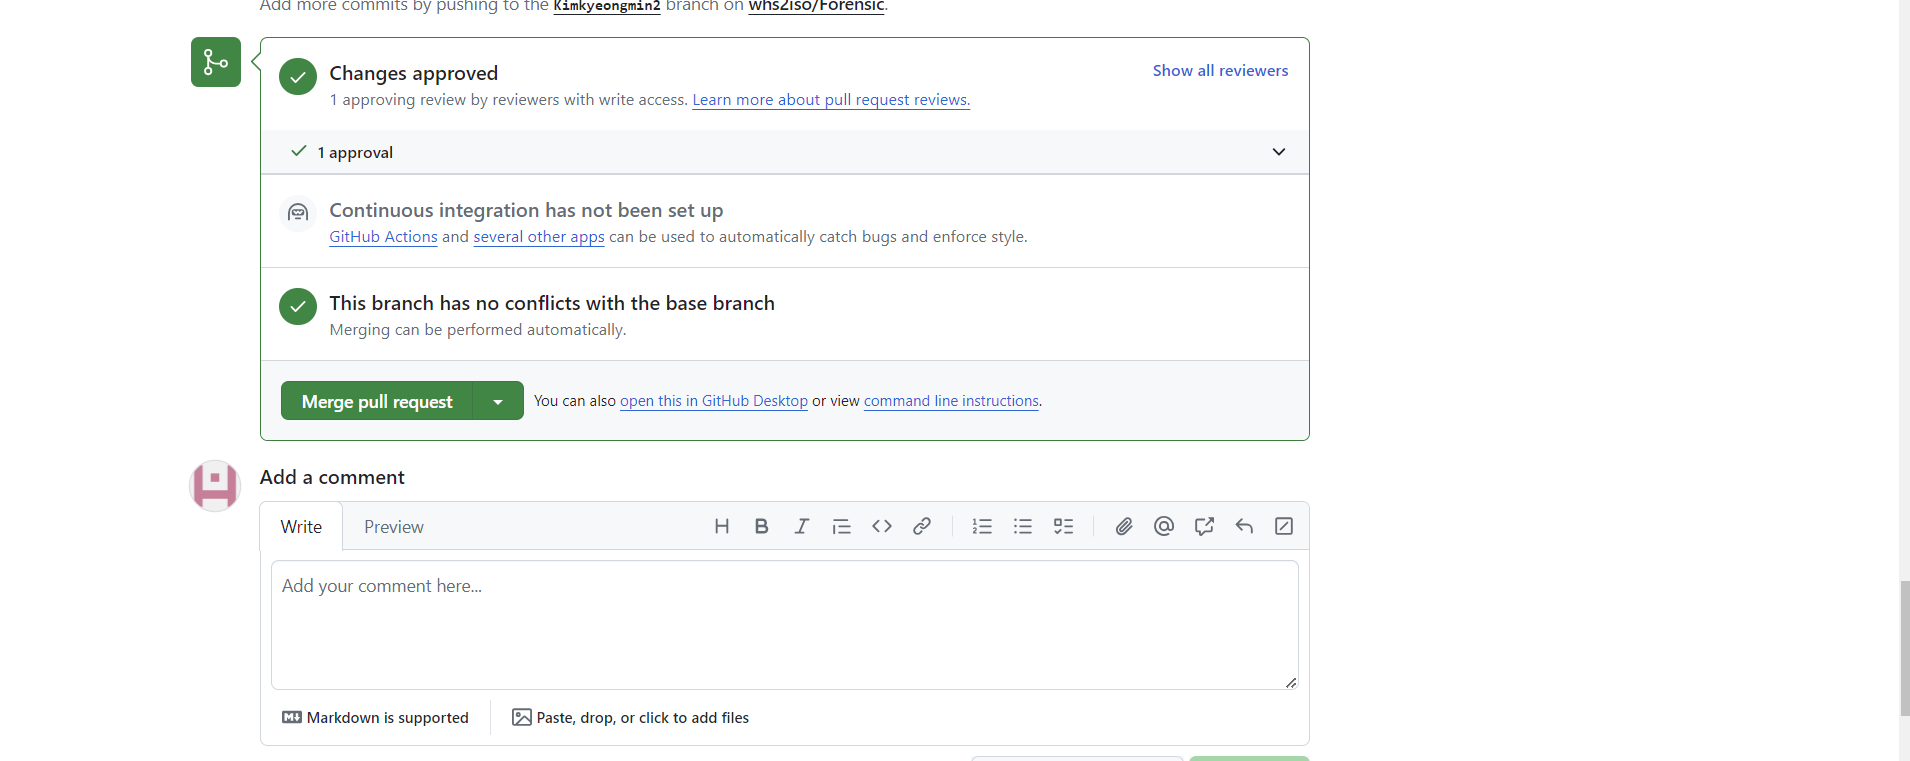 Add more commits by pushing to the Kimkyeongmin2 branch on whs2iso/Forensic.
Changes approved
Show all reviewers
1 approving review by reviewers with write access. Learn more about pull request reviews.
1 approval
Continuous integration has not been set up
GitHub Actions and several other apps can be used to automatically catch bugs and enforce style.
This branch has no conflicts with the base branch
Merging can be performed automatically.
Merge pull request You can also open this in GitHub Desktop or view command line instructions.
Add a comment
Write Preview
Add your comment here...
Markdown is supported Paste, drop, or click to add files